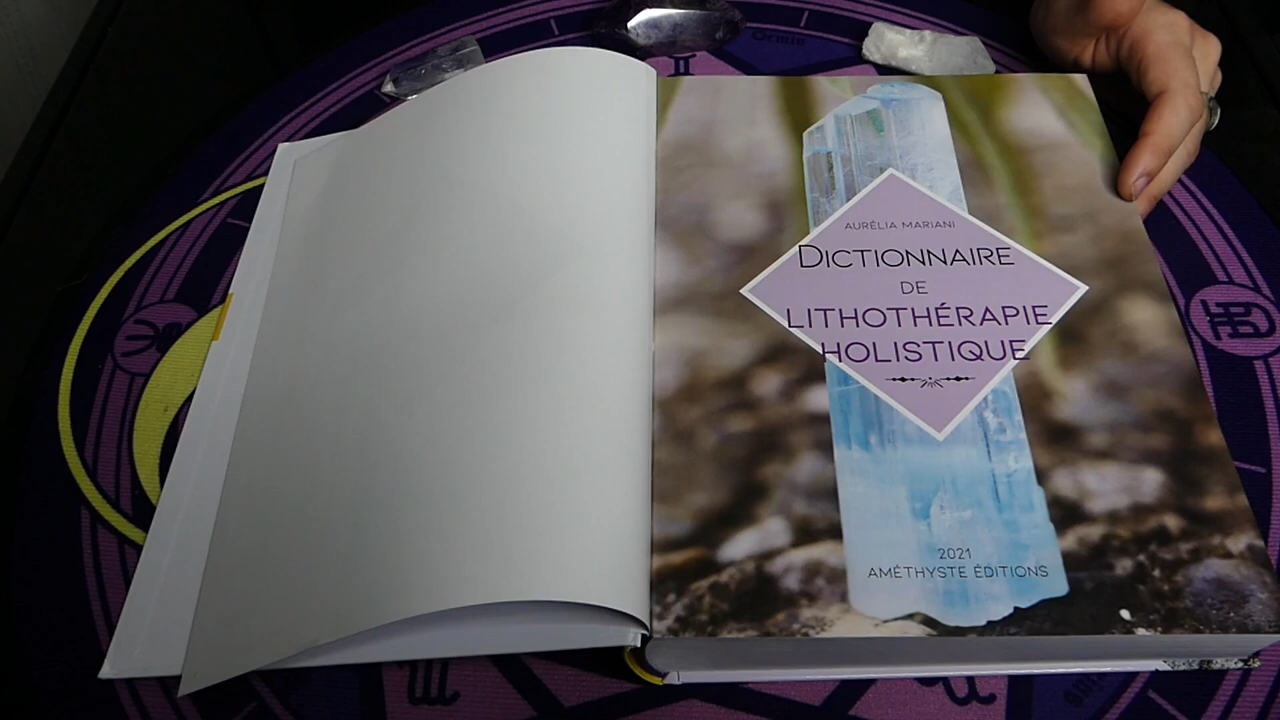 AURÉLIA MARIANI
DICTIONNAIRE
DE
LITHOTHÉRAPIE
HOLISTIQUE
2021
AMÉTHYSTE ÉDITIONS